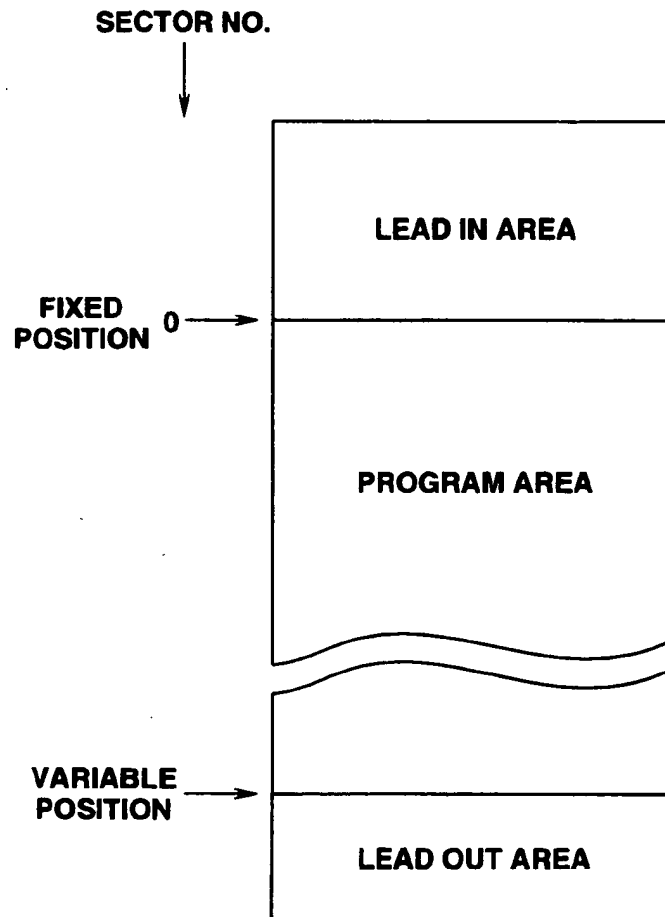 SECTOR NO.
LEAD IN AREA
FIXED
POSITION 0
PROGRAM AREA
VARIABLE
POSITION
LEAD OUT AREA